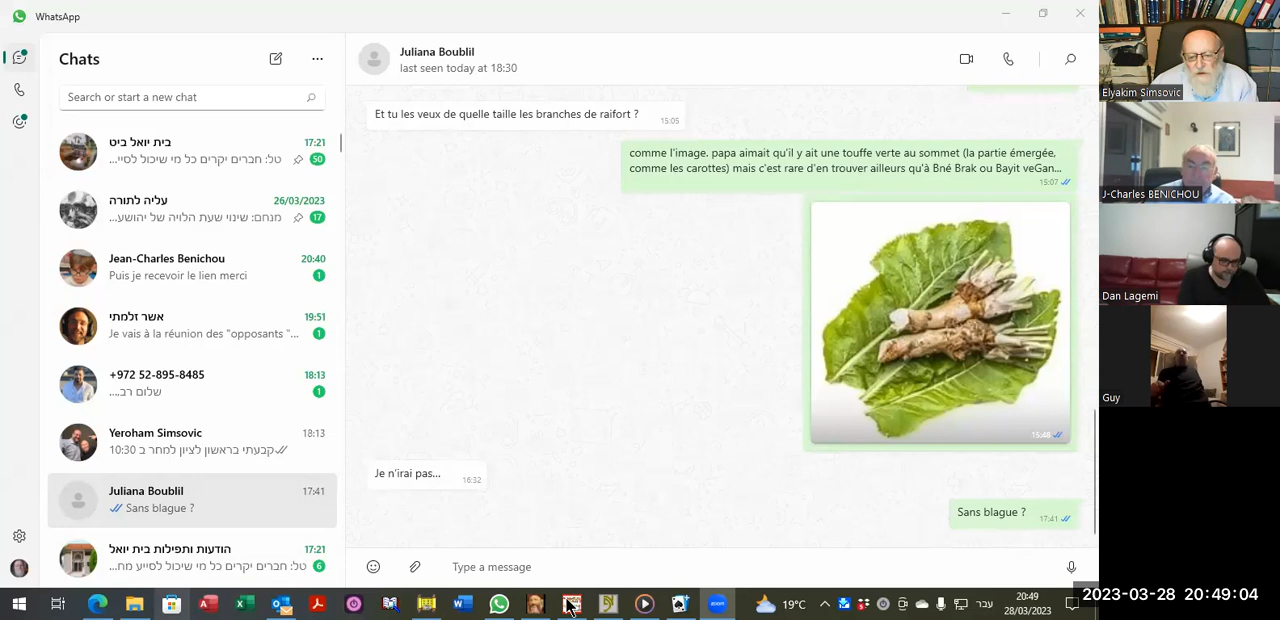 WhatsApp
Chats
Search or start a new chat
בית יואל ביט
17:21
טל: חברים יקרים כל מי שיכול לסיי...
50
עליה לתורה
26/03/2023
מנחם: שינוי שעת הלויה של יהושע...
17
Jean-Charles Benichou
20:40
Puis je recevoir le lien merci
1
אשר זלמתי
19:51
Je vais à la réunion des "opposants "...
1
+972 52-895-8485
18:13
שלום רב,...
1
Yeroham Simsovic
18:13
קבעתי בראשון לציון למחר ב 10:30
Juliana Boublil
17:41
Sans blague ?
הודעות ותפילות בית יואל
17:21
טל: חברים יקרים כל מי שיכול לסייע מח...
6
Juliana Boublil
last seen today at 18:30
Et tu les veux de quelle taille les branches de raifort ?
15:05
comme l'image. papa aimait qu'il y ait une touffe verte au sommet (la partie émergée,
comme les carottes) mais c'est rare d'en trouver ailleurs qu'à Bné Brak ou Bayit veGan...
15:07
15:48
Je n'irai pas...
16:32
Sans blague ?
17:41
Type a message
Elyakim Simsovic
J-Charles BENICHOU
Dan Lagemi
Guy
zoom
19°C
עבר
20:49
28/03/2023
2023-03-28 20:49:04